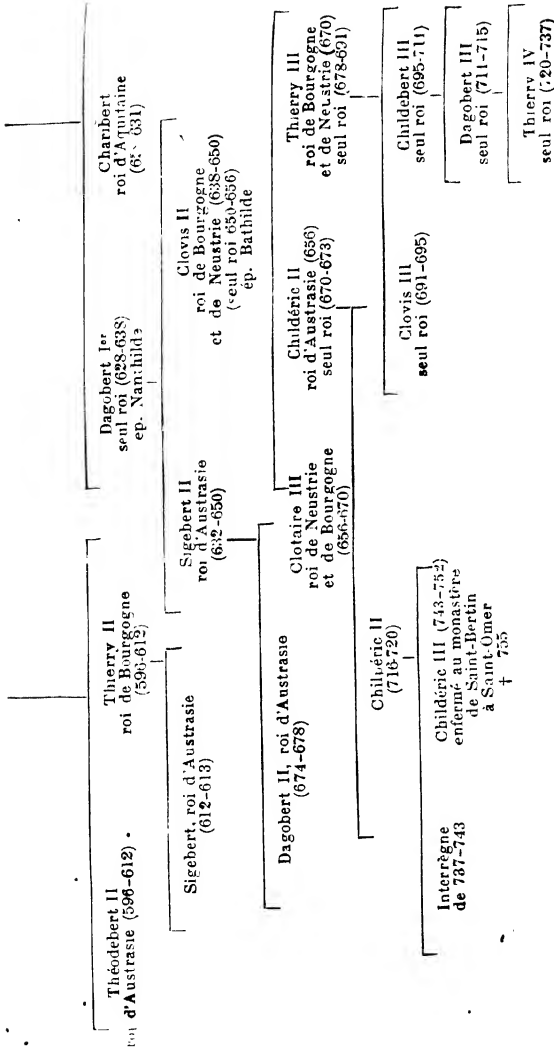 Théodebert II
roi d'Austrasie (596-612)
Thierry II
roi de Bourgogne
(596-612)
Dagobert Ier
seul roi (628-638)
ép. Nanthilde
Charibert
roi d'Aquitaine
631)
Sigebert, roi d'Austrasie
(612-613)
Sigebert II
roi d'Austrasie
(632-650)
Clovis II
roi de Bourgogne
et de Neustrie (638-650)
(seul roi 650-656)
ép. Bathilde
Dagobert II, roi d'Austrasie
(674-678)
Clotaire III
roi de Neustrie
et de Bourgogne
(656-670)
Childéric II
roi d'Austrasie (656)
seul roi (670-673)
Thierry III
roi de Bourgogne
et de Neustrie (670)
seul roi (678-691)
Chilpéric II
(716-720)
Clovis III
seul roi (691-695)
Childebert III
seul roi (695-711)
Dagobert III
seul roi (711-715)
Interrègne
de 737-743
Childéric III (743-752)
enfermé au monastère
de Saint-Bertin
à Saint-Omer
† 755
Thierry IV
seul roi (720-737)